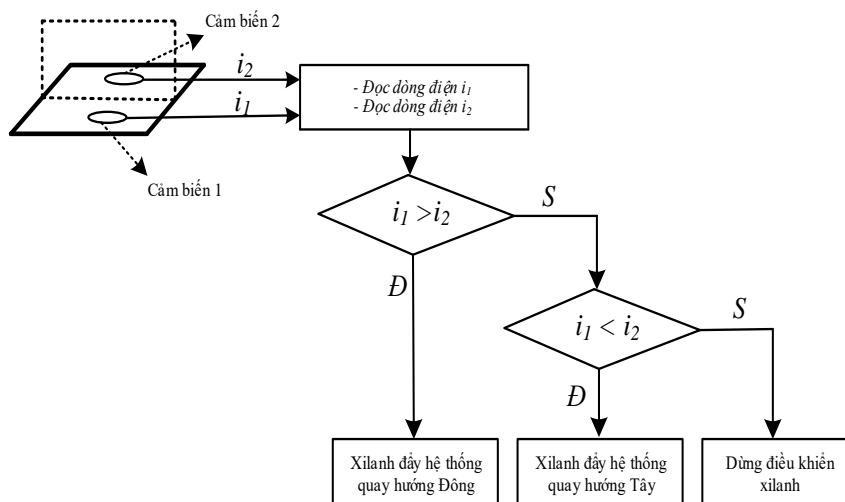 Cảm biến 2
i2
i1
Cảm biến 1
- Đọc dòng điện i1
- Đọc dòng điện i2
i1 >i2
S
Đ
i1 < i2
S
Đ
Xilanh đẩy hệ thống
quay hướng Đông
Xilanh đẩy hệ thống
quay hướng Tây
Dừng điều khiển
xilanh